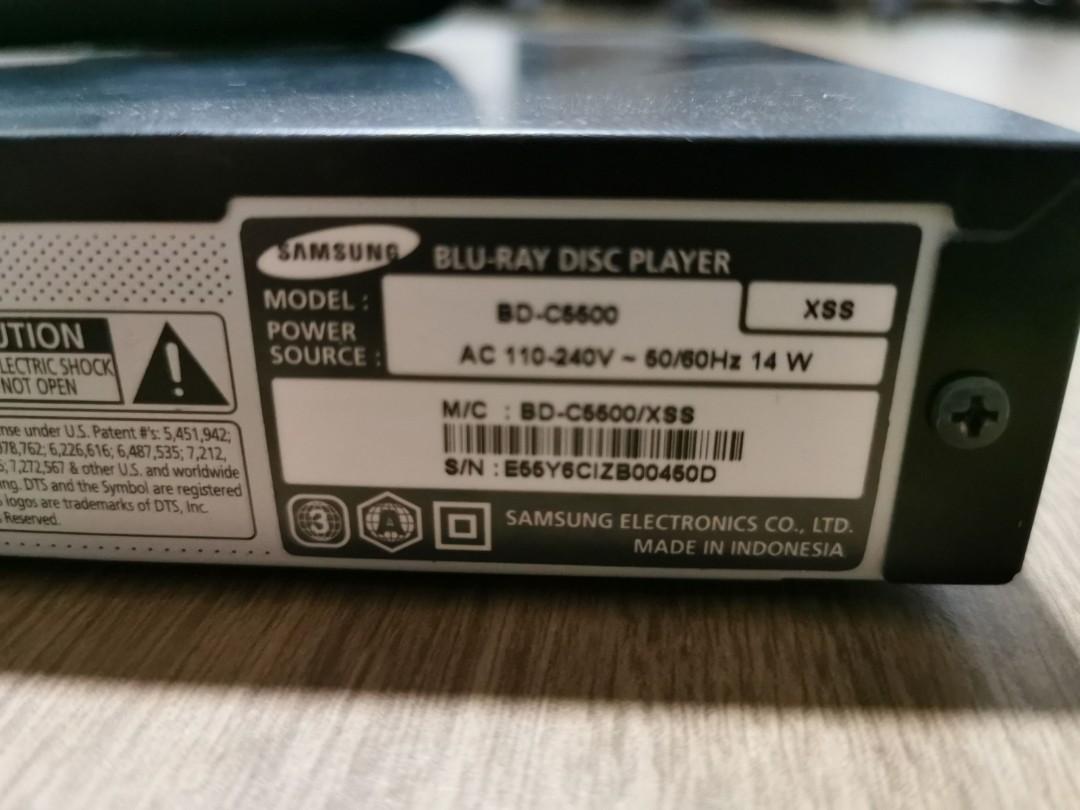 UTION
LECTRIC SHOCK
NOT OPEN
nse under U.S. Patent #'s: 5,451,942;
978,762; 6,226,616; 6,487,535; 7,212,
5; 7,272,567 & other U.S. and worldwide
ing. DTS and the Symbol are registered
logos are trademarks of DTS, Inc.
Reserved.
SAMSUNG BLU-RAY DISC PLAYER
MODEL : BD-C5500 XSS
POWER
SOURCE : AC 110-240V ~ 50/60Hz 14 W
M/C : BD-C5500/XSS
S/N :
3 A SAMSUNG ELECTRONICS CO., LTD.
MADE IN INDONESIA